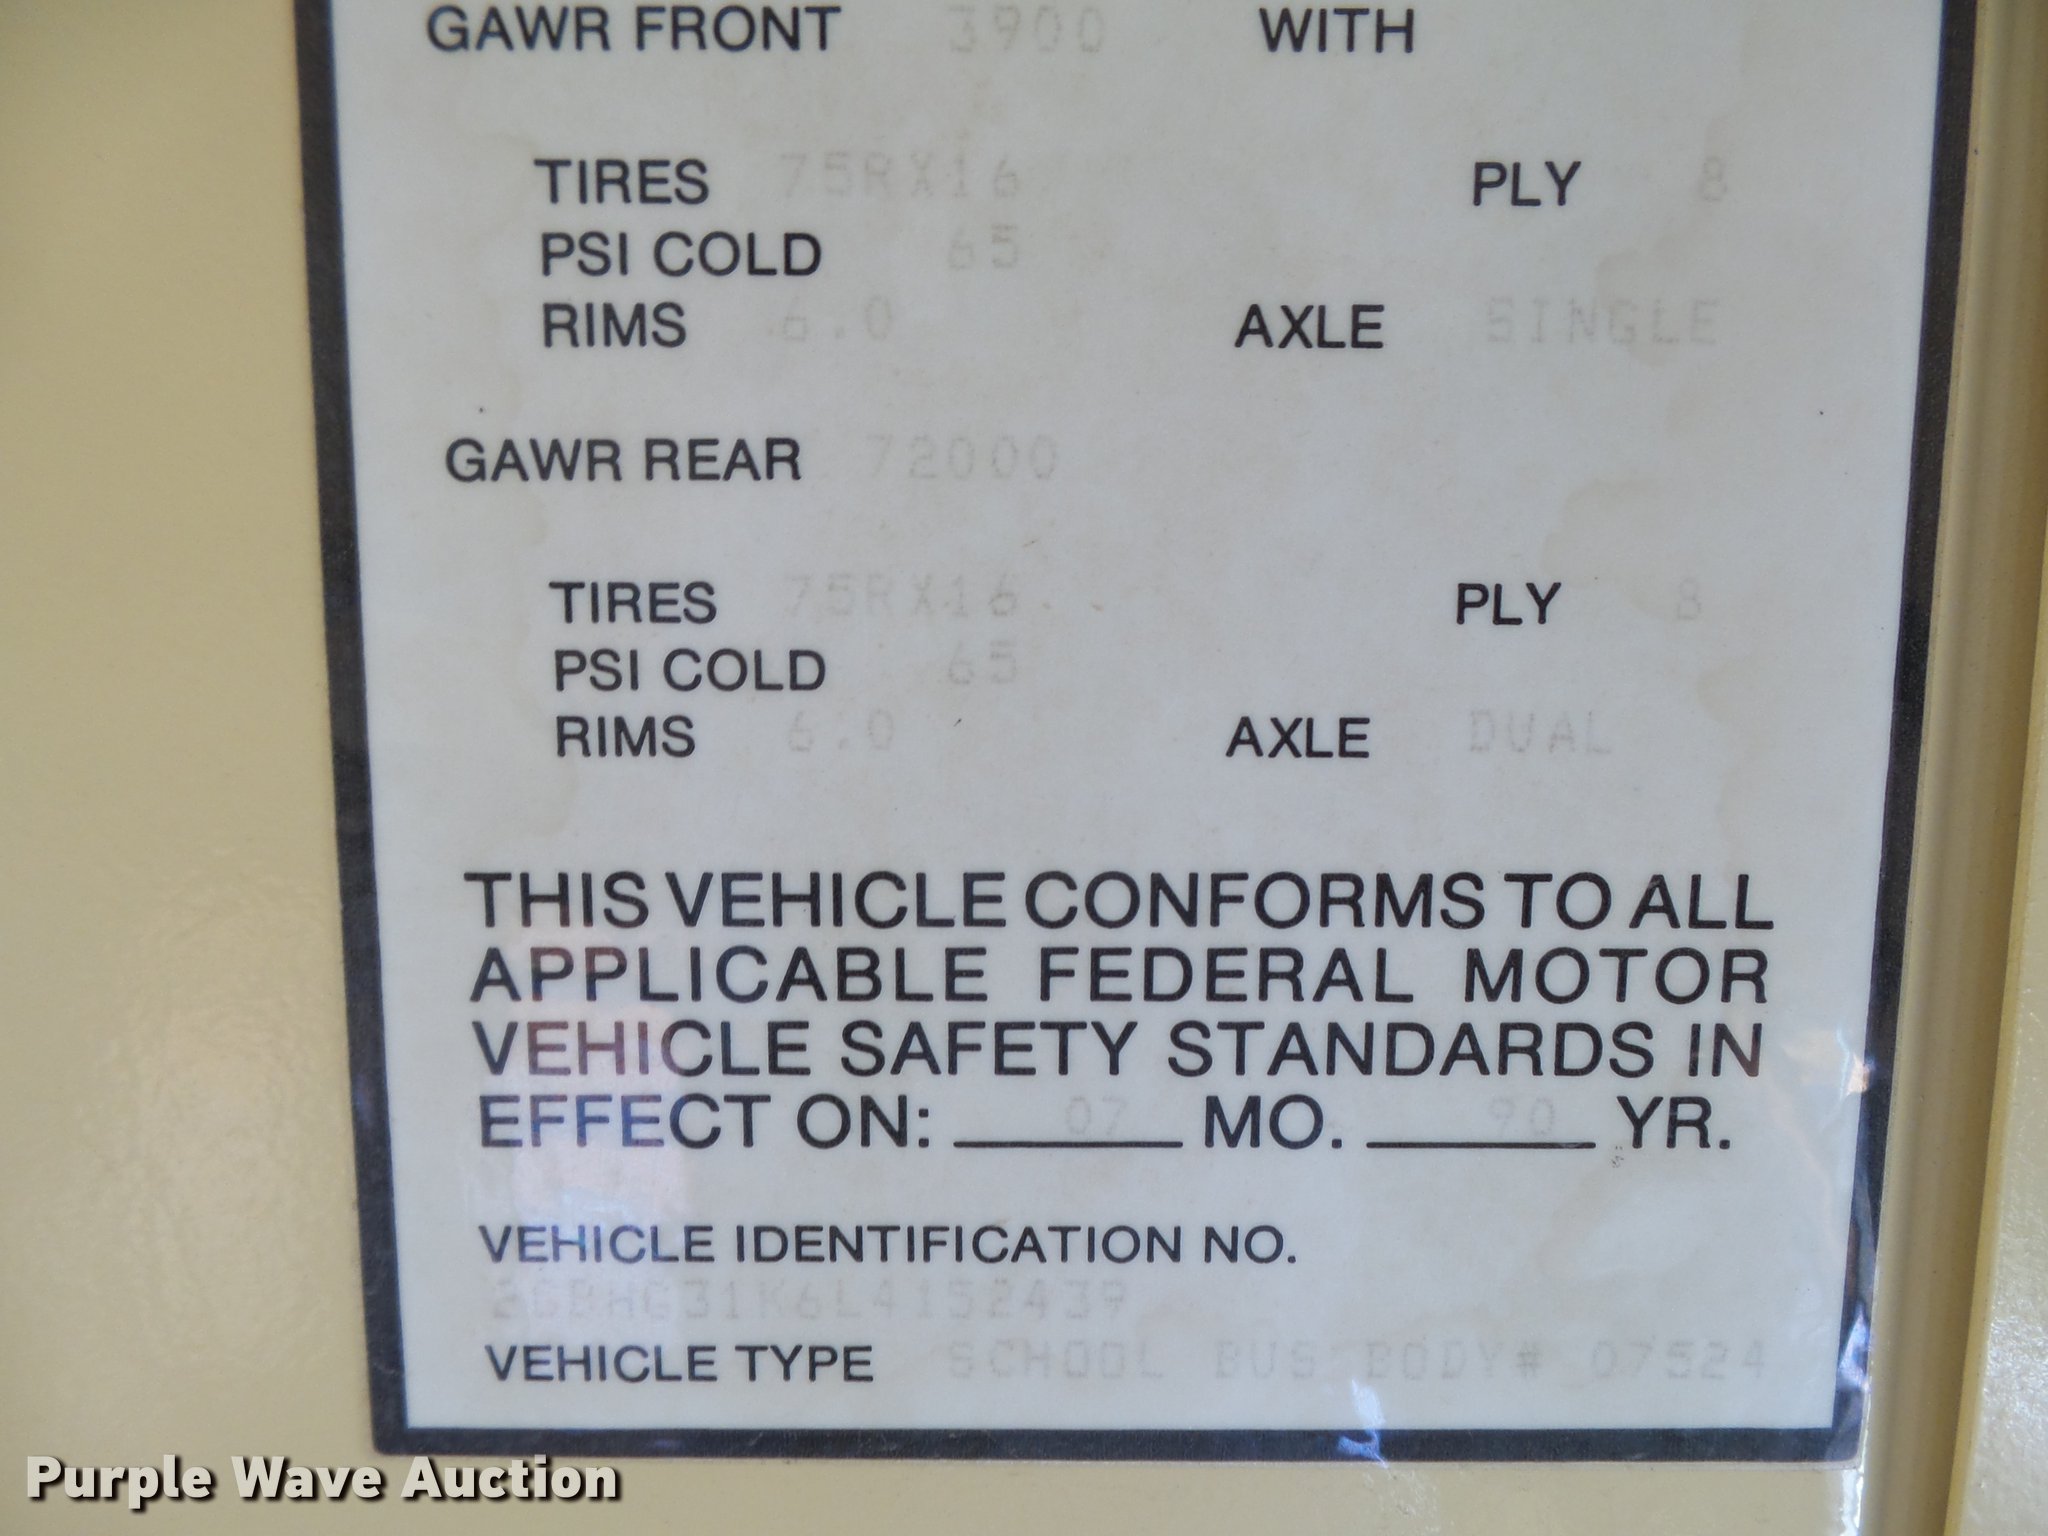 GAWR FRONT 3900 WITH
TIRES 75RX16 PLY 8
PSI COLD 65
RIMS 6.0 AXLE SINGLE
GAWR REAR 72000
TIRES 75RX16 PLY 8
PSI COLD 65
RIMS 6.0 AXLE DUAL
THIS VEHICLE CONFORMS TO ALL
APPLICABLE FEDERAL MOTOR
VEHICLE SAFETY STANDARDS IN
EFFECT ON: 07 MO. 90 YR.
VEHICLE IDENTIFICATION NO.
2GBHG31K6L4152439
VEHICLE TYPE SCHOOL BUS BODY# 07524
Purple Wave Auction